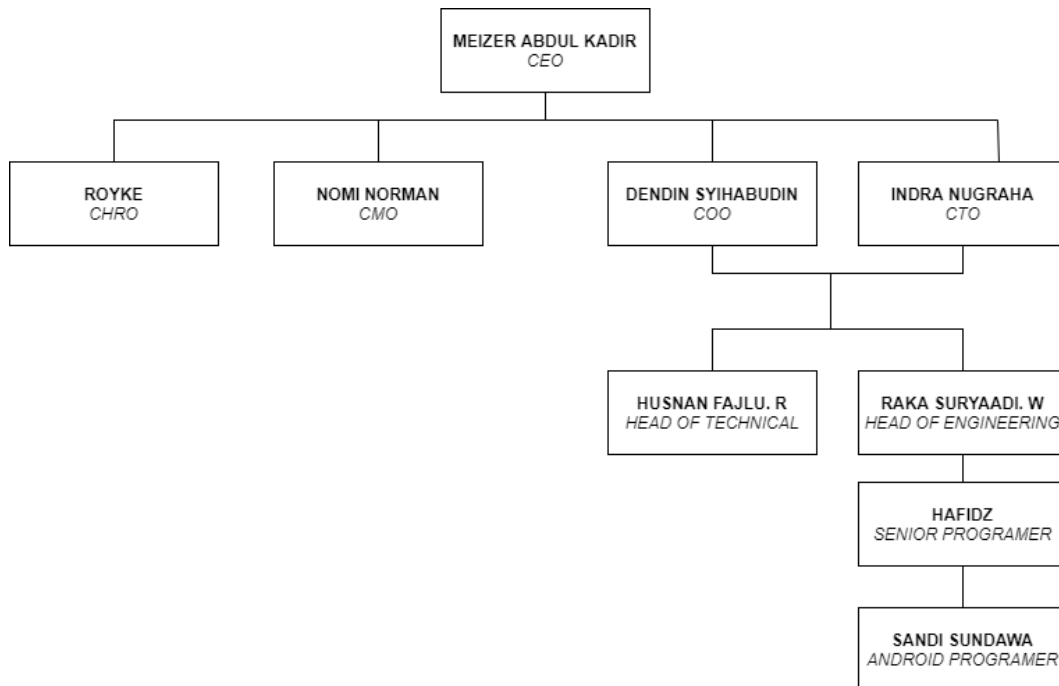 MEIZER ABDUL KADIR
CEO
ROYKE
CHRO
NOMI NORMAN
CMO
DENDIN SYIHABUDIN
COO
INDRA NUGRAHA
CTO
HUSNAN FAJLU. R
HEAD OF TECHNICAL
RAKA SURYAADI. W
HEAD OF ENGINEERING
HAFIDZ
SENIOR PROGRAMER
SANDI SUNDAWA
ANDROID PROGRAMER